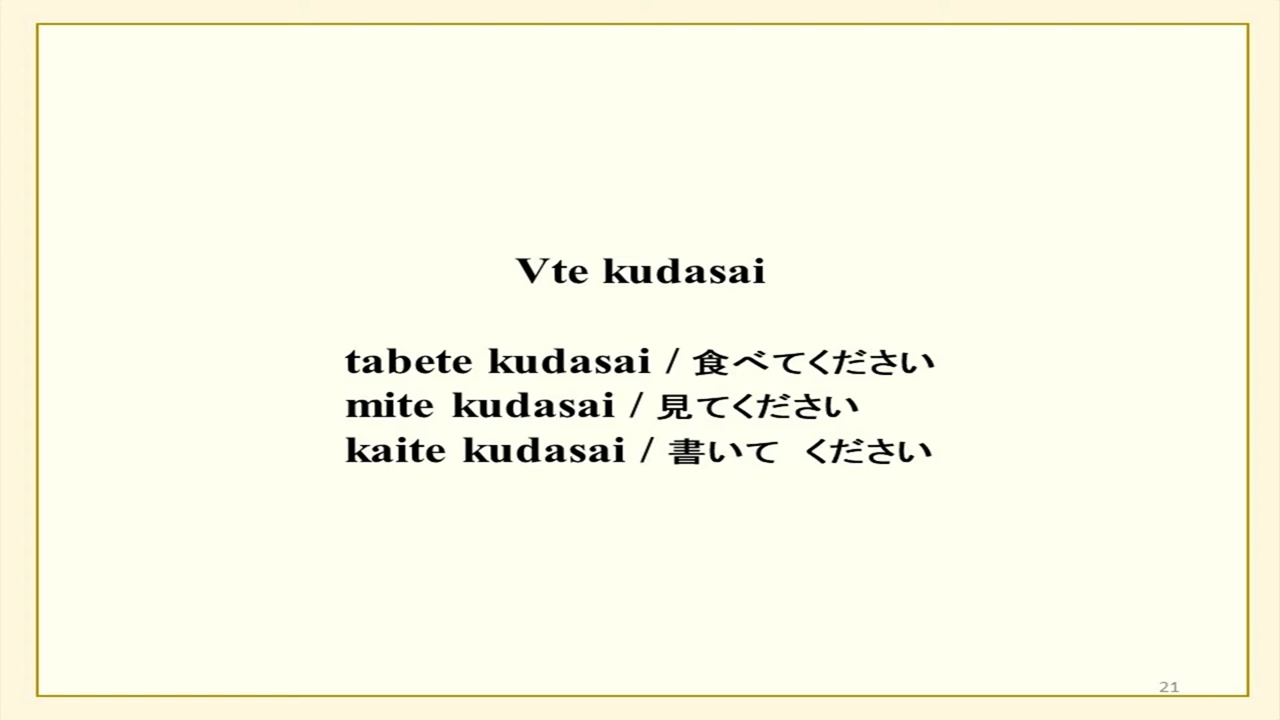 Vte kudasai
tabete kudasai / 食べてください
mite kudasai / 見てください
kaite kudasai / 書いて ください
21